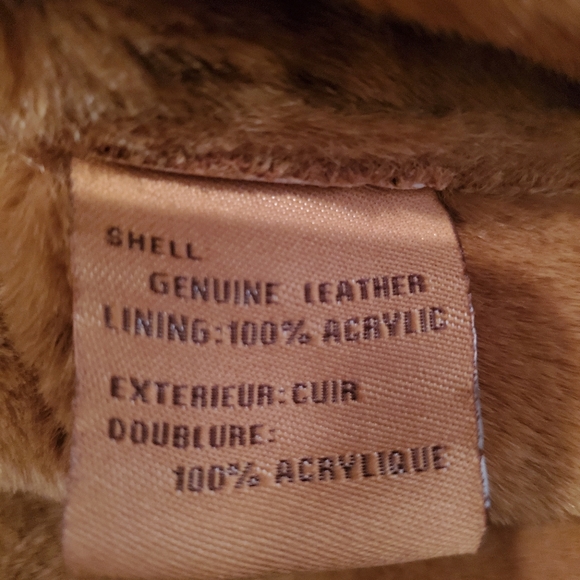 SHELL
GENUINE LEATHER
LINING:100% ACRYLIC
EXTERIEUR:CUIR
DOUBLURE:
100% ACRYLIQUE